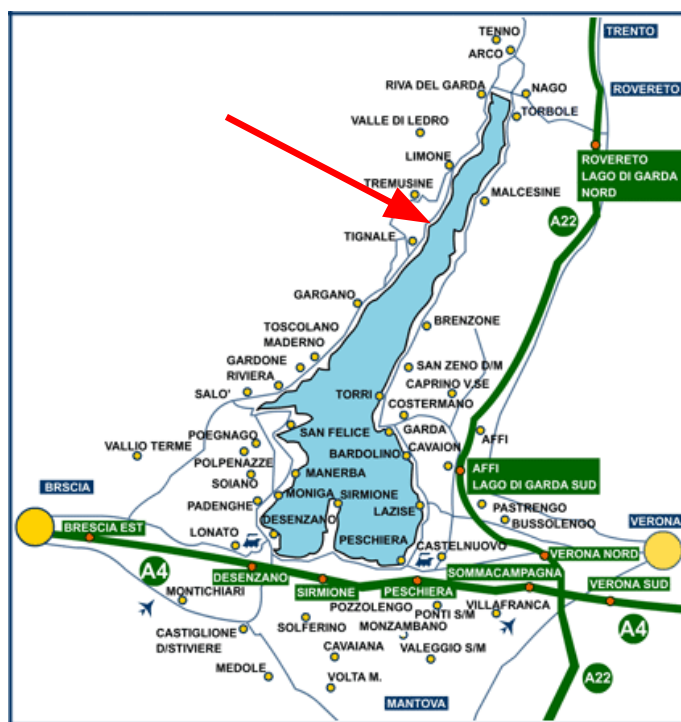 TENNO
TRENTO
ARCO
RIVA DEL GARDA
NAGO
ROVERETO
TORBOLE
VALLE DI LEDRO
LIMONE
ROVERETO
LAGO DI GARDA
NORD
TREMUSINE
MALCESINE
A22
TIGNALE
GARGANO
BRENZONE
TOSCOLANO
MADERNO
GARDONE
RIVIERA
SAN ZENO D/M
CAPRINO V.SE
SALO'
TORRI
COSTERMANO
POEGNAGO
SAN FELICE
GARDA
AFFI
VALLIO TERME
BARDOLINO
CAVAION
POLPENAZZE
AFFI
LAGO DI GARDA SUD
SOIANO
MANERBA
BRSCIA
MONIGA
SIRMIONE
PADENGHE
LAZISE
PASTRENGO
BUSSOLENGO
VERONA
BRESCIA EST
DESENZANO
LONATO
PESCHIERA
CASTELNUOVO
VERONA NORD
A4
DESENZANO
SOMMACAMPAGNA
MONTICHIARI
SIRMIONE
PESCHIERA
VERONA SUD
POZZOLENGO
PONTI S/M
VILLAFRANCA
SOLFERINO
MONZAMBANO
A4
CASTIGLIONE
D/STIVIERE
CAVAIANA
VALEGGIO S/M
MEDOLE
VOLTA M.
A22
MANTOVA